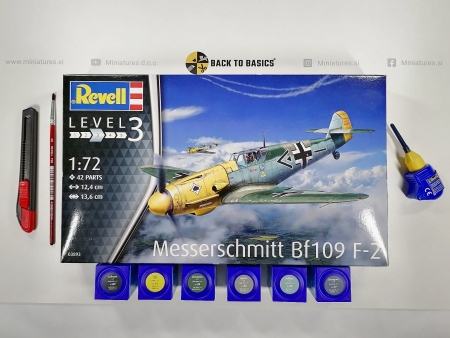 www.miniatures.si
Miniatures.d.o.o.
BACK TO BASICS
Miniatures.si
miniatures.si
Revell
LEVEL 3
1:72
42 PARTS
12,4 cm
13,6 cm
03893
Messerschmitt Bf109 F-2